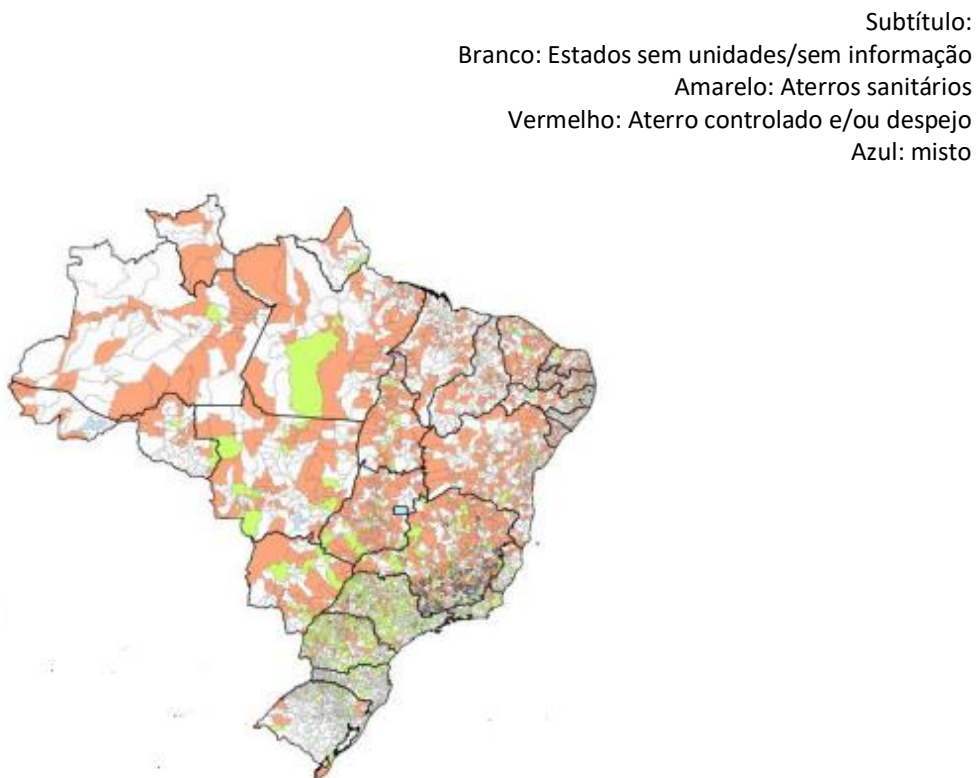 Subtítulo:
Branco: Estados sem unidades/sem informação
Amarelo: Aterros sanitários
Vermelho: Aterro controlado e/ou despejo
Azul: misto